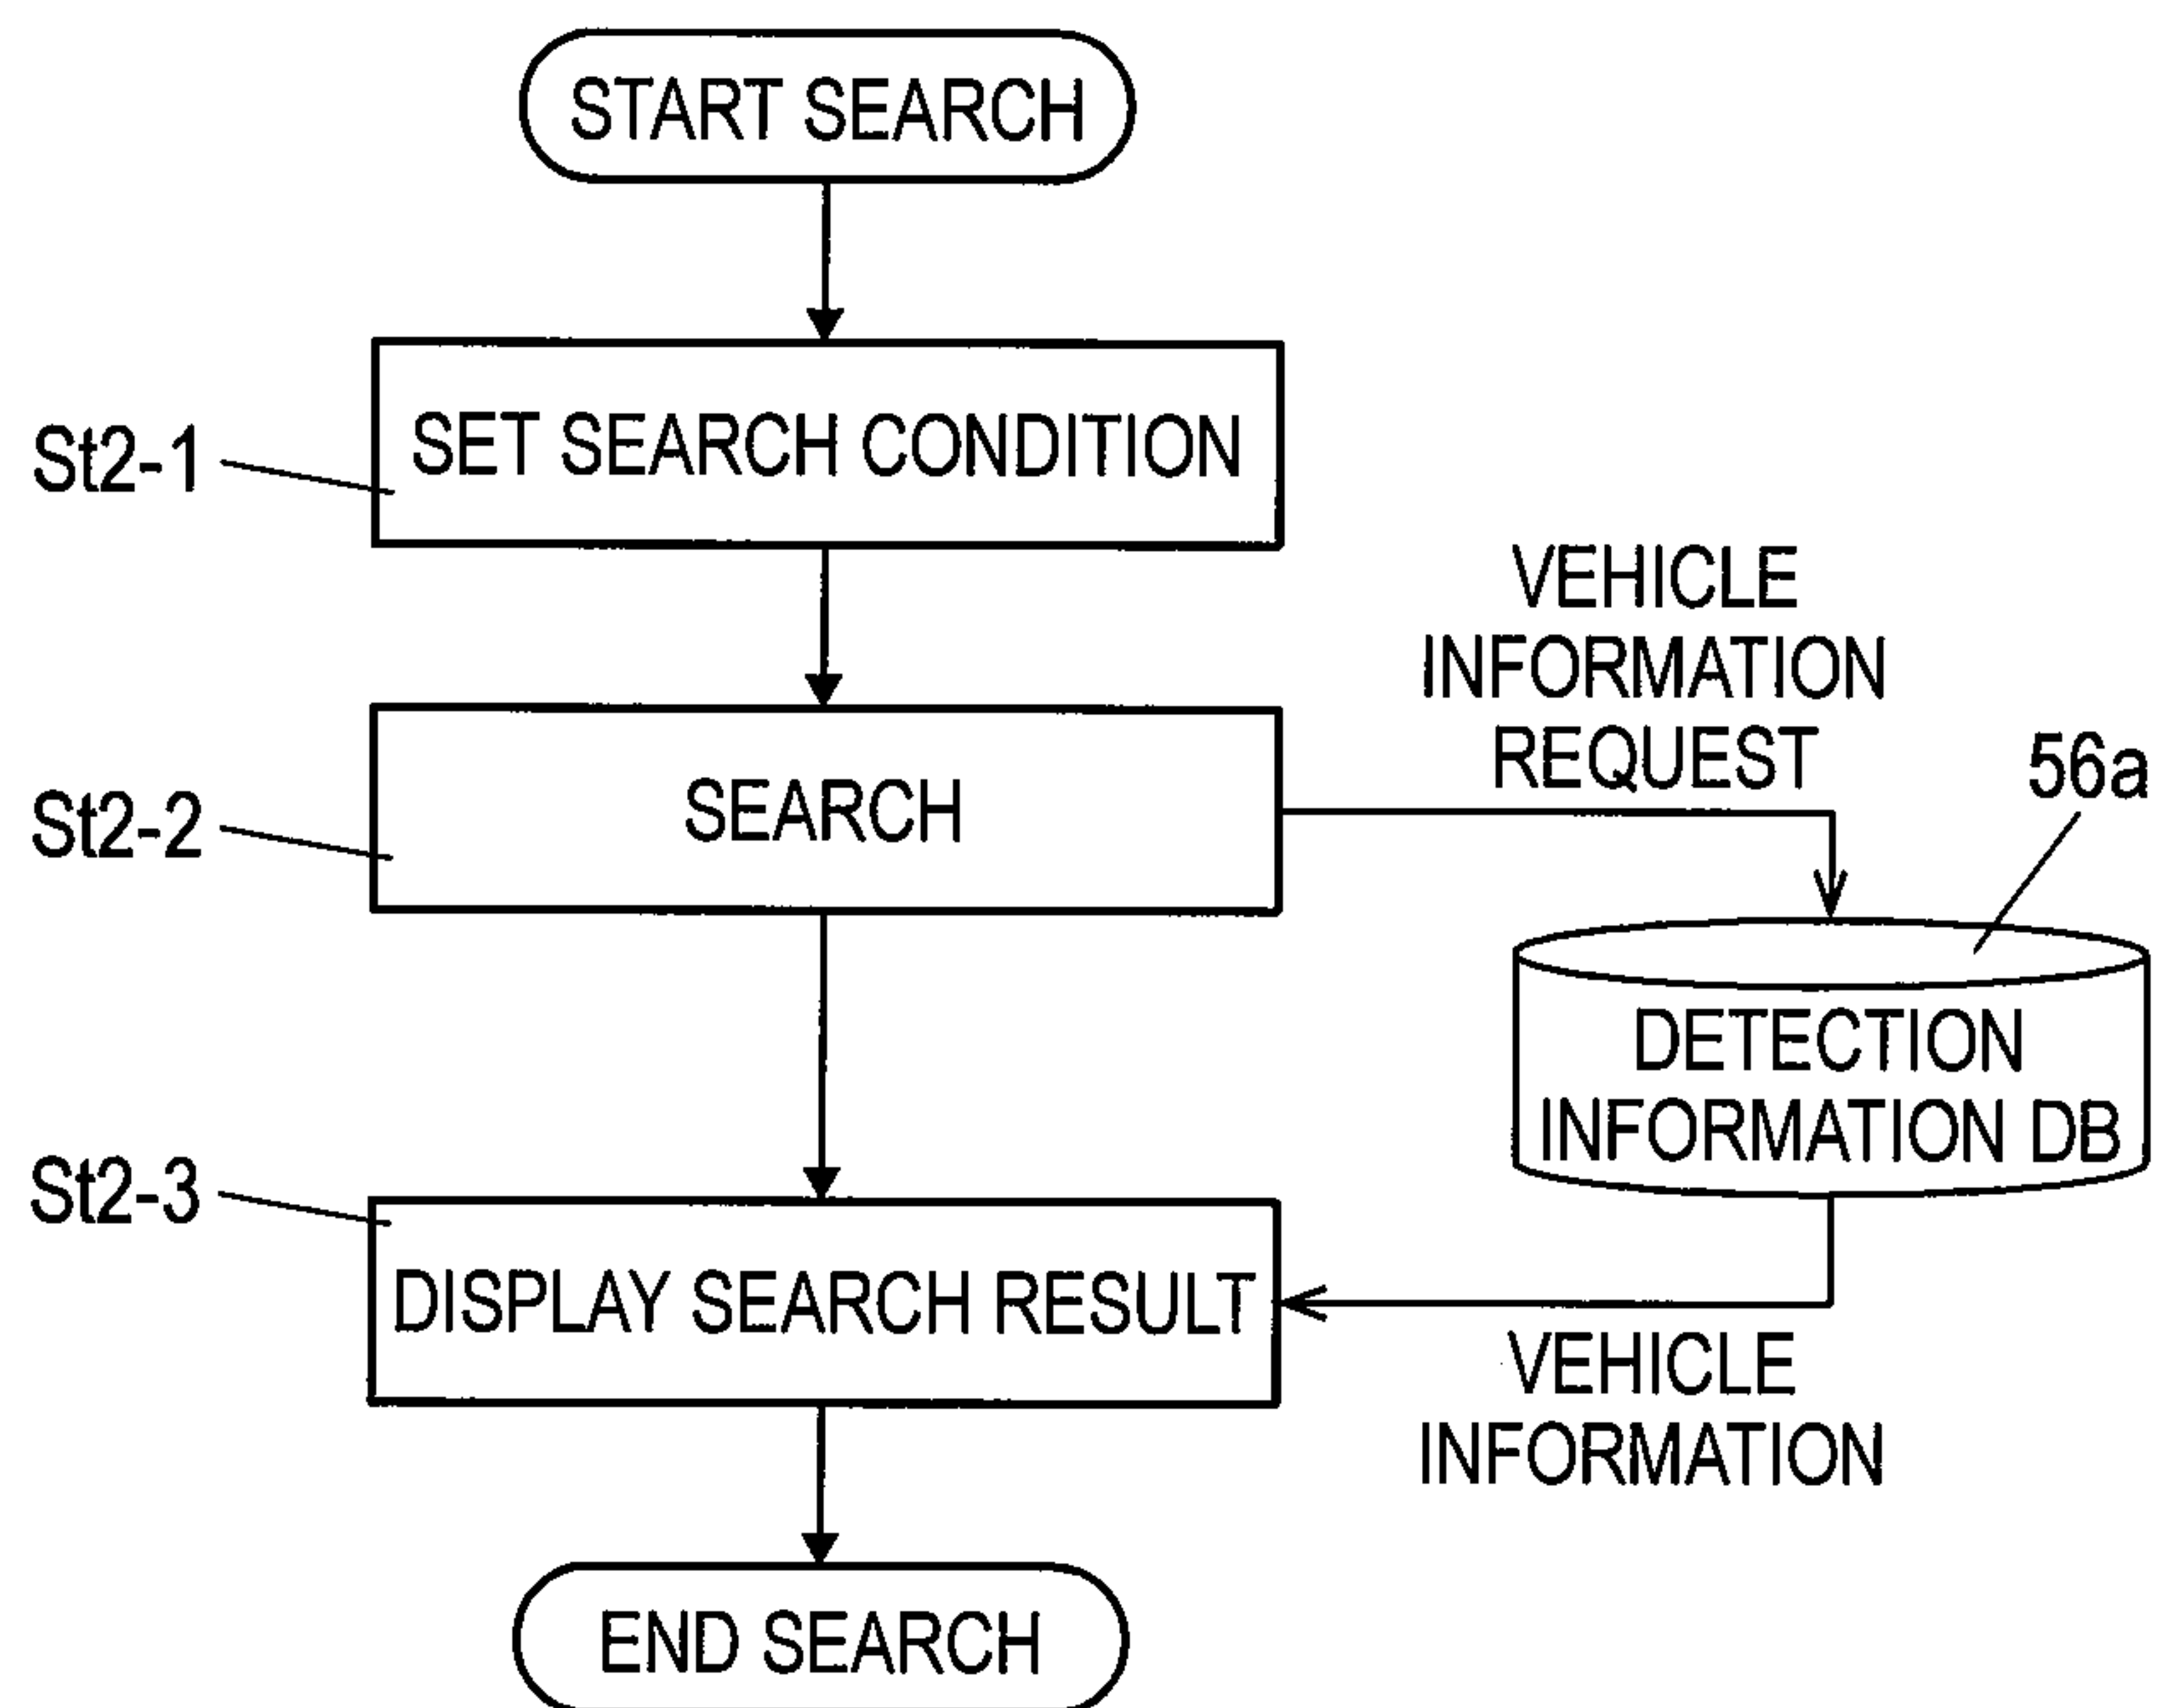 START SEARCH
St2-1
SET SEARCH CONDITION
VEHICLE
INFORMATION
REQUEST
St2-2
SEARCH
56a
DETECTION
INFORMATION DB
St2-3
DISPLAY SEARCH RESULT
VEHICLE
INFORMATION
END SEARCH